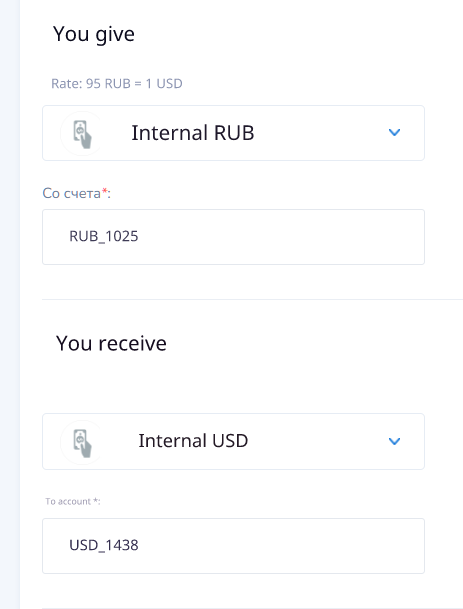 You give
Rate: 95 RUB = 1 USD
Internal RUB
Со счета*:
RUB_1025
You receive
Internal USD
To account *:
USD_1438